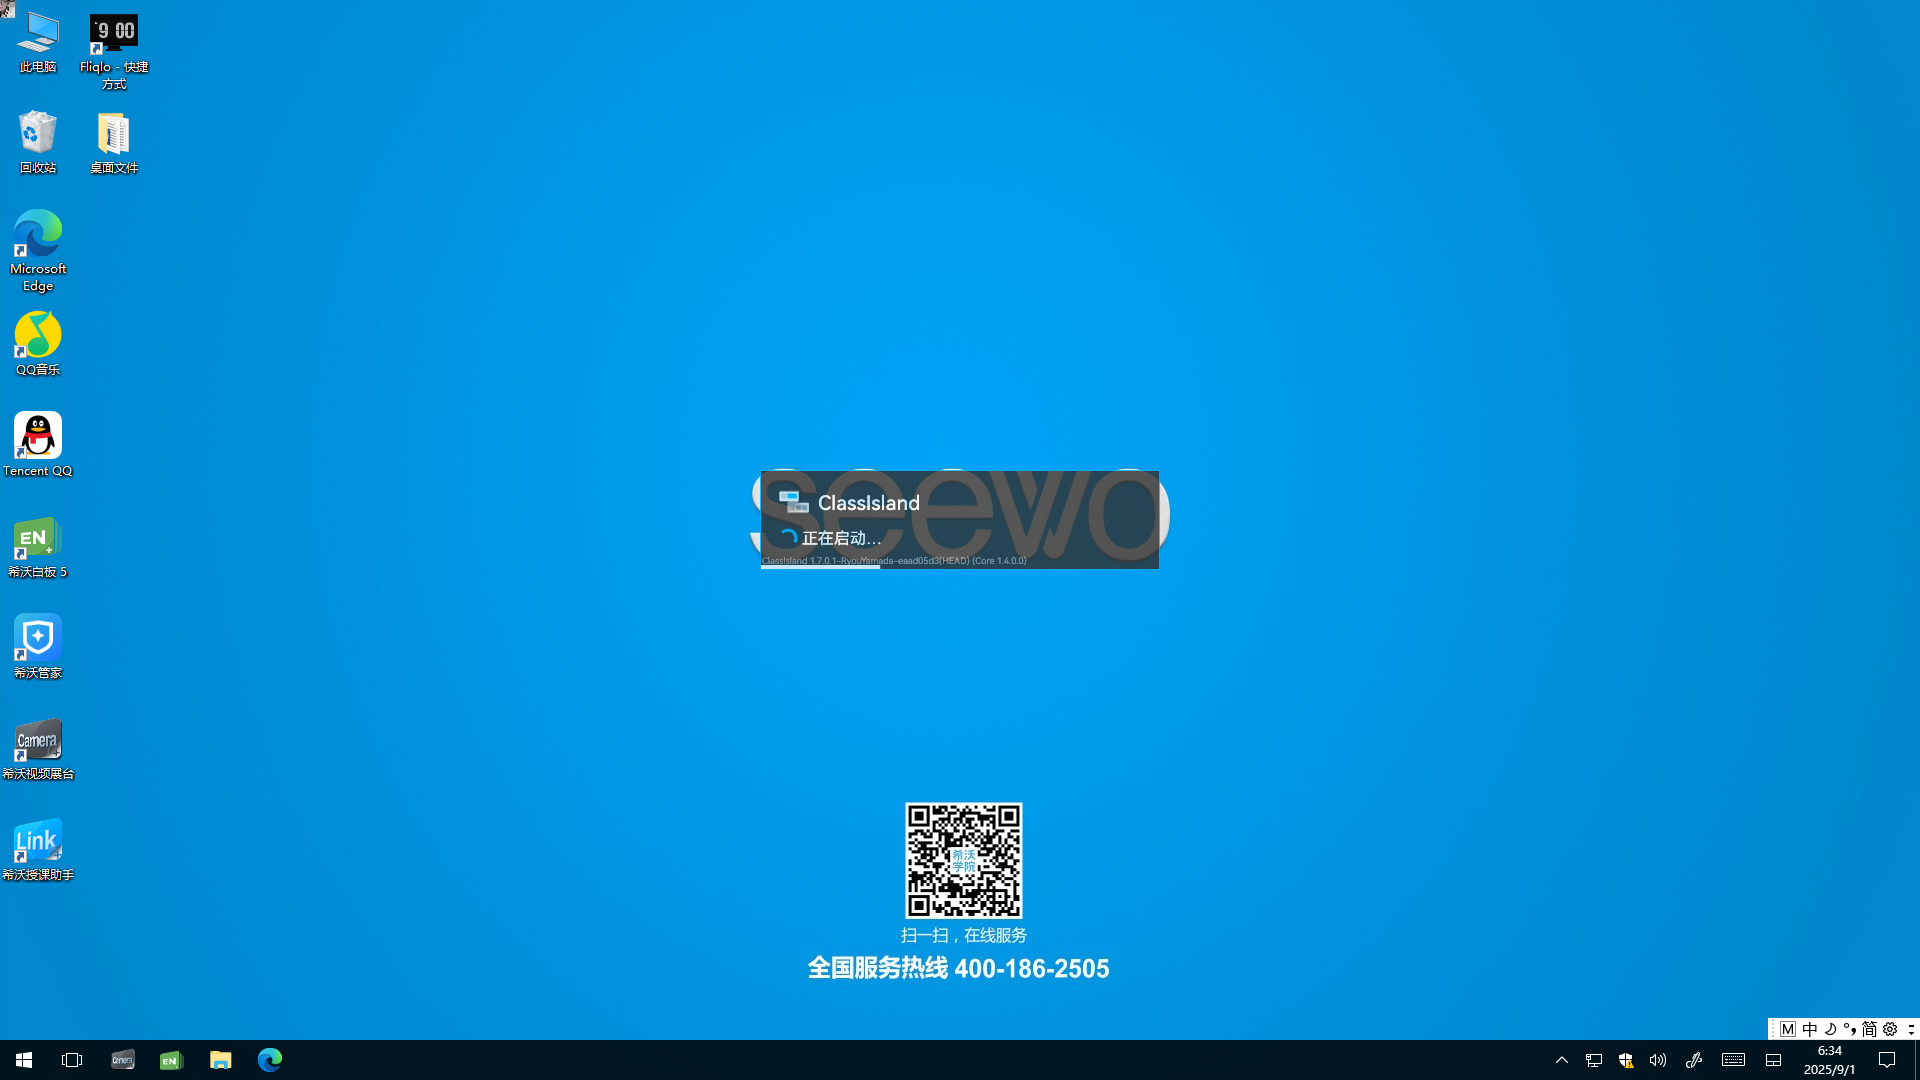 此电脑
9 00
Fliqlo - 快捷
方式
回收站
桌面文件
Microsoft
Edge
QQ音乐
Tencent QQ
EN
希沃白板 5
希沃管家
Camera
希沃视频展台
Link
希沃授课助手
seewo
ClassIsland
正在启动...
ClassIsland 1.7.0.1-RyouYamada-eaad05d3(HEAD) (Core 1.4.0.0)
希沃
学院
扫一扫，在线服务
全国服务热线 400-186-2505
M 中 简
Camera
EN
6:34
2025/9/1